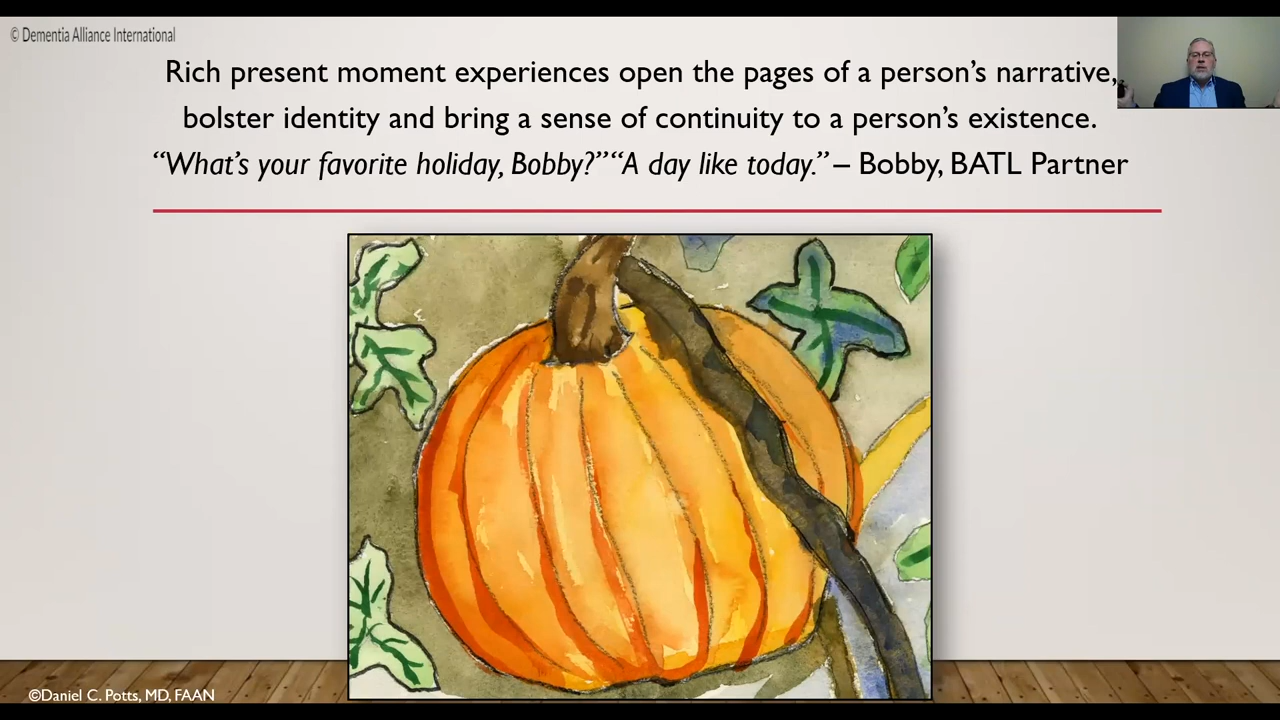 © Dementia Alliance International
Rich present moment experiences open the pages of a person’s narrative,
bolster identity and bring a sense of continuity to a person’s existence.
“What’s your favorite holiday, Bobby?” “A day like today.” – Bobby, BATL Partner
©Daniel C. Potts, MD, FAAN